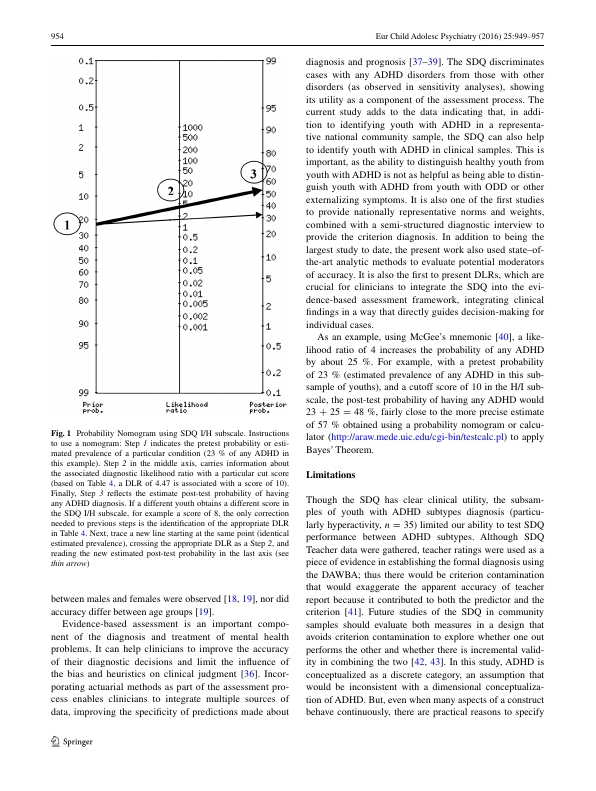 954
Eur Child Adolesc Psychiatry (2016) 25:949–957
0.1
0.2
0.5
1
2
5
10
20
30
40
50
60
70
80
90
95
99
Prior
prob.
1000
500
200
100
50
20
10
5
2
1
0.5
0.2
0.1
0.05
0.02
0.01
0.005
0.002
0.001
Likelihood
ratio
99
95
90
80
70
60
50
40
30
20
10
5
2
1
0.5
0.2
0.1
Posterior
prob.
1
2
3
Fig. 1 Probability Nomogram using SDQ I/H subscale. Instructions
to use a nomogram: Step 1 indicates the pretest probability or esti-
mated prevalence of a particular condition (23 % of any ADHD in
this example). Step 2 in the middle axis, carries information about
the associated diagnostic likelihood ratio with a particular cut score
(based on Table 4, a DLR of 4.47 is associated with a score of 10).
Finally, Step 3 reflects the estimate post-test probability of having
any ADHD diagnosis. If a different youth obtains a different score in
the SDQ I/H subscale, for example a score of 8, the only correction
needed to previous steps is the identification of the appropriate DLR
in Table 4. Next, trace a new line starting at the same point (identical
estimated prevalence), crossing the appropriate DLR as a Step 2, and
reading the new estimated post-test probability in the last axis (see
thin arrow)
between males and females were observed [18, 19], nor did
accuracy differ between age groups [19].
Evidence-based assessment is an important compo-
nent of the diagnosis and treatment of mental health
problems. It can help clinicians to improve the accuracy
of their diagnostic decisions and limit the influence of
the bias and heuristics on clinical judgment [36]. Incor-
porating actuarial methods as part of the assessment pro-
cess enables clinicians to integrate multiple sources of
data, improving the specificity of predictions made about
diagnosis and prognosis [37–39]. The SDQ discriminates
cases with any ADHD disorders from those with other
disorders (as observed in sensitivity analyses), showing
its utility as a component of the assessment process. The
current study adds to the data indicating that, in addi-
tion to identifying youth with ADHD in a representa-
tive national community sample, the SDQ can also help
to identify youth with ADHD in clinical samples. This is
important, as the ability to distinguish healthy youth from
youth with ADHD is not as helpful as being able to distin-
guish youth with ADHD from youth with ODD or other
externalizing symptoms. It is also one of the first studies
to provide nationally representative norms and weights,
combined with a semi-structured diagnostic interview to
provide the criterion diagnosis. In addition to being the
largest study to date, the present work also used state–of-
the-art analytic methods to evaluate potential moderators
of accuracy. It is also the first to present DLRs, which are
crucial for clinicians to integrate the SDQ into the evi-
dence-based assessment framework, integrating clinical
findings in a way that directly guides decision-making for
individual cases.
As an example, using McGee's mnemonic [40], a like-
lihood ratio of 4 increases the probability of any ADHD
by about 25 %. For example, with a pretest probability
of 23 % (estimated prevalence of any ADHD in this sub-
sample of youths), and a cutoff score of 10 in the H/I sub-
scale, the post-test probability of having any ADHD would
23 + 25 = 48 %, fairly close to the more precise estimate
of 57 % obtained using a probability nomogram or calcu-
lator (http://araw.mede.uic.edu/cgi-bin/testcalc.pl) to apply
Bayes' Theorem.
Limitations
Though the SDQ has clear clinical utility, the subsam-
ples of youth with ADHD subtypes diagnosis (particu-
larly hyperactivity, n = 35) limited our ability to test SDQ
performance between ADHD subtypes. Although SDQ
Teacher data were gathered, teacher ratings were used as a
piece of evidence in establishing the formal diagnosis using
the DAWBA; thus there would be criterion contamination
that would exaggerate the apparent accuracy of teacher
report because it contributed to both the predictor and the
criterion [41]. Future studies of the SDQ in community
samples should evaluate both measures in a design that
avoids criterion contamination to explore whether one out
performs the other and whether there is incremental valid-
ity in combining the two [42, 43]. In this study, ADHD is
conceptualized as a discrete category, an assumption that
would be inconsistent with a dimensional conceptualiza-
tion of ADHD. But, even when many aspects of a construct
behave continuously, there are practical reasons to specify
Springer